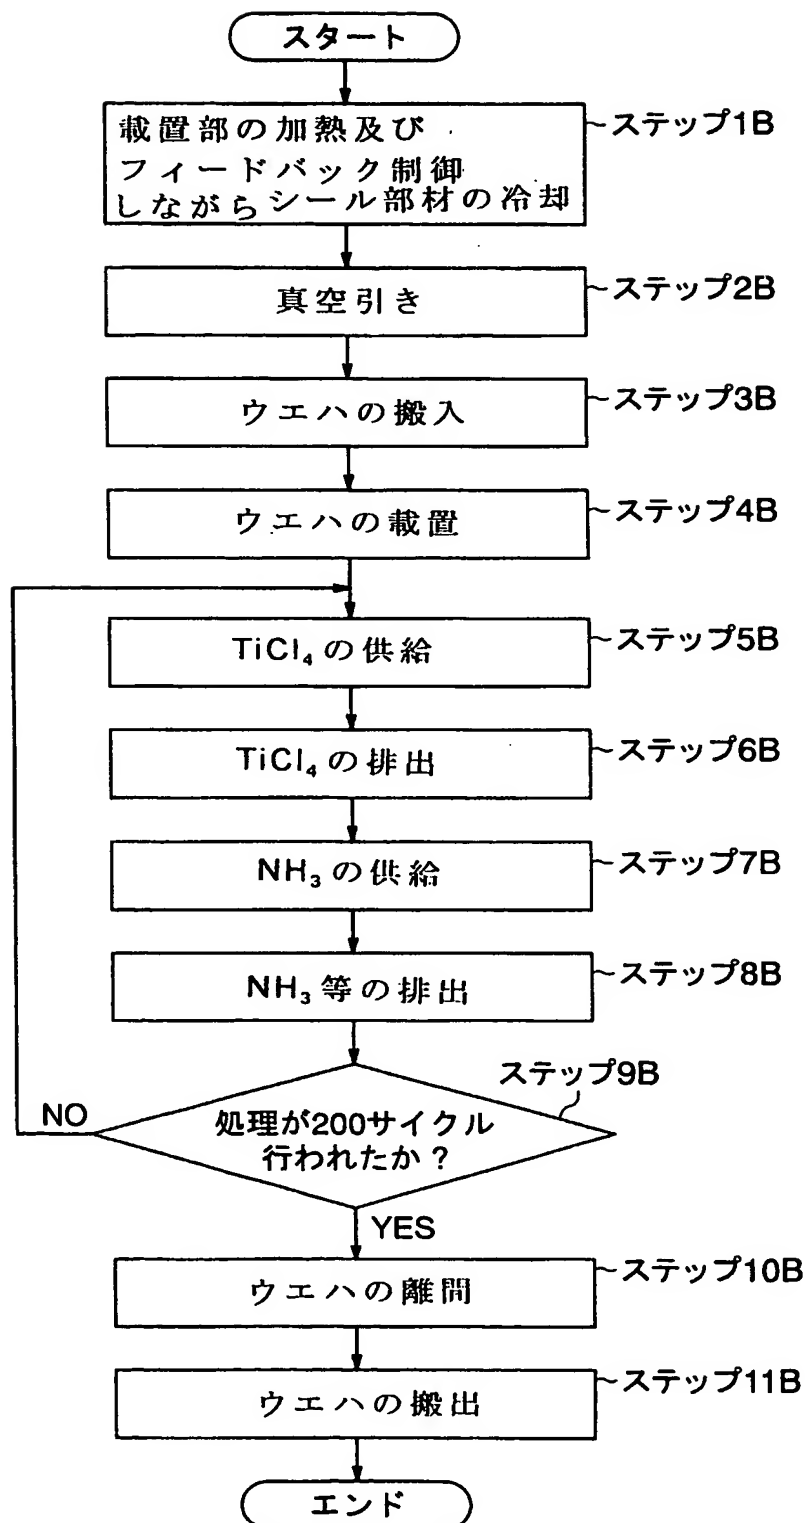 スタート
載置部の加熱及び
フィードバック制御
しながらシール部材の冷却
ステップ1B
真空引き
ステップ2B
ウエハの搬入
ステップ3B
ウエハの載置
ステップ4B
TiCl₄の供給
ステップ5B
TiCl₄の排出
ステップ6B
NH₃の供給
ステップ7B
NH₃等の排出
ステップ8B
ステップ9B
NO
処理が200サイクル
行われたか？
YES
ウエハの離間
ステップ10B
ウエハの搬出
ステップ11B
エンド